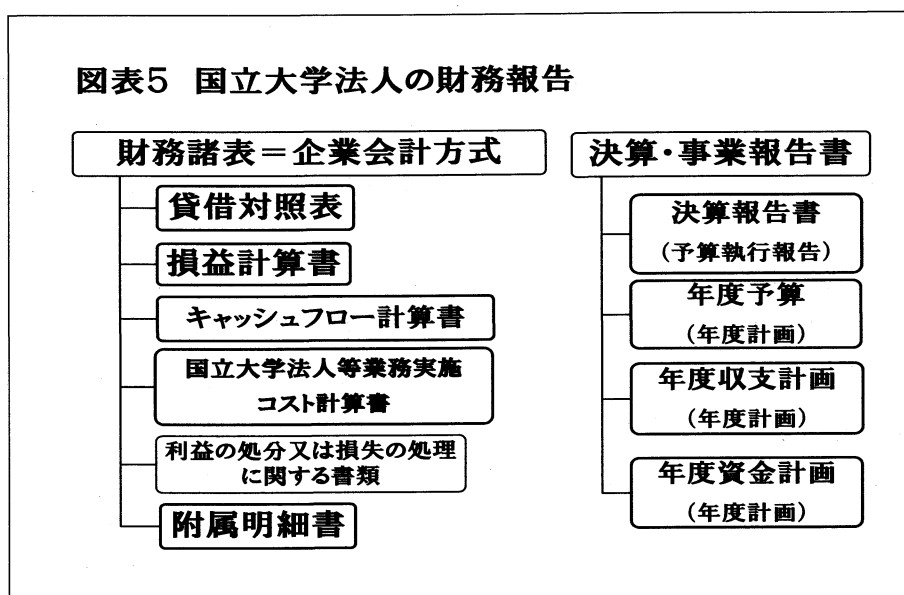 図表5 国立大学法人の財務報告
財務諸表＝企業会計方式
貸借対照表
損益計算書
キャッシュフロー計算書
国立大学法人等業務実施
コスト計算書
利益の処分又は損失の処理
に関する書類
附属明細書
決算・事業報告書
決算報告書
(予算執行報告)
年度予算
(年度計画)
年度収支計画
(年度計画)
年度資金計画
(年度計画)